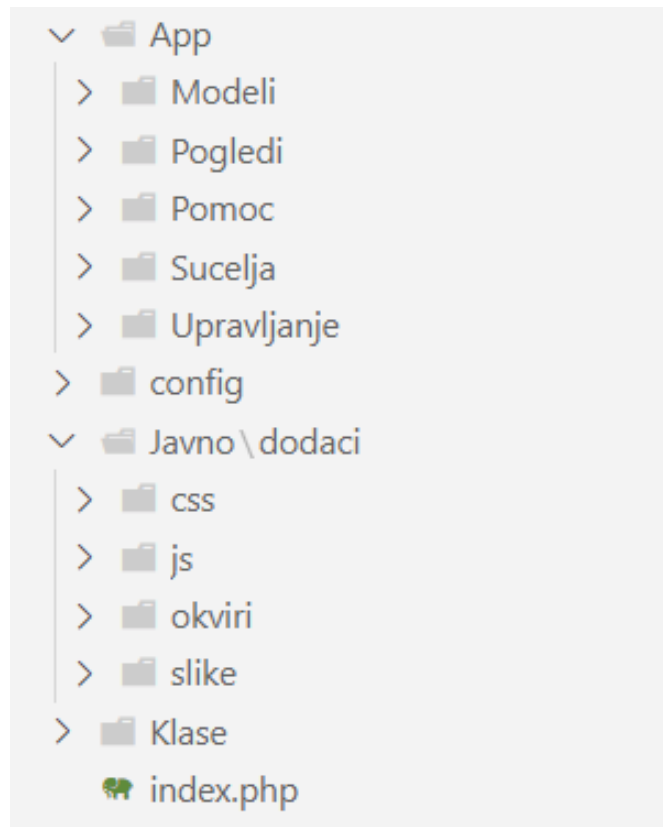 App
Modeli
Pogledi
Pomoc
Sucelja
Upravljanje
config
Javno\dodaci
css
js
okviri
slike
Klase
index.php